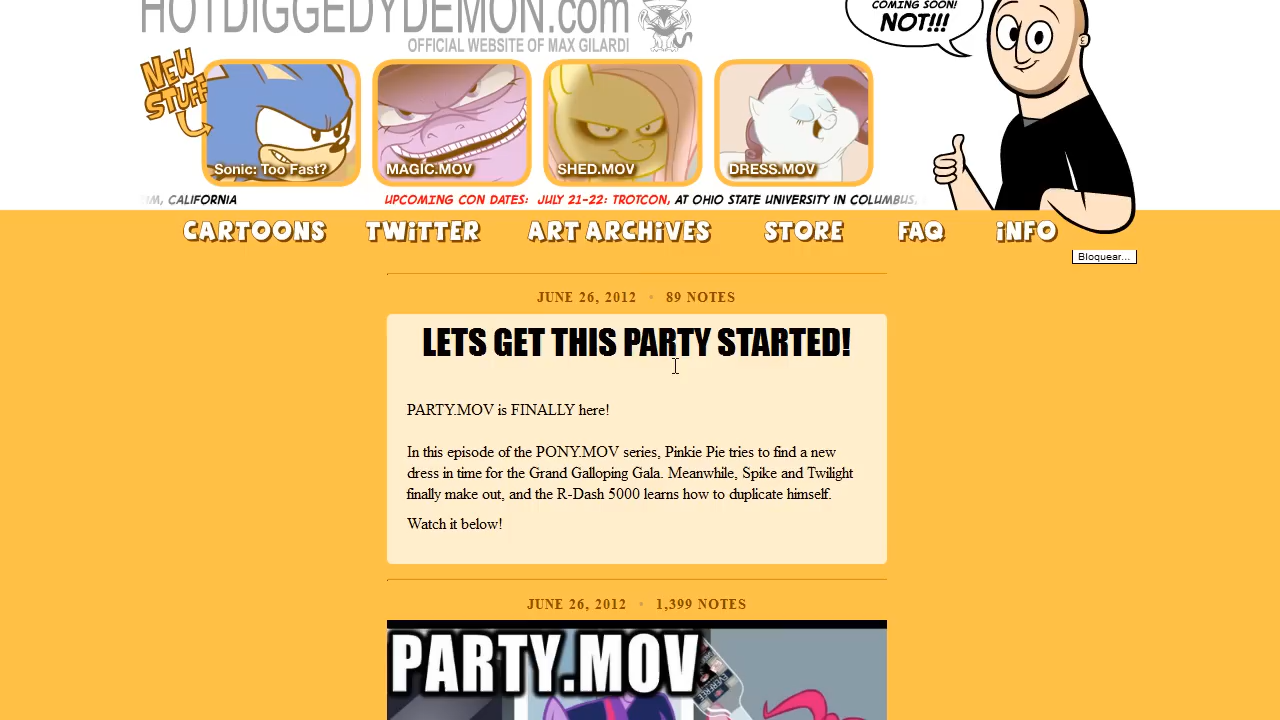 HOTDIGGEDYDEMON.com
OFFICIAL WEBSITE OF MAX GILARDI
COMING SOON!
NOT!!!
NEW STUFF
Sonic: Too Fast?
MAGIC.MOV
SHED.MOV
DRESS.MOV
CALIFORNIA
UPCOMING CON DATES: JULY 21-22: TROTCON, AT OHIO STATE UNIVERSITY IN COLUMBUS,
CARTOONS TWiTTER ART ARCHiVES STORE FAQ iNFO
Bloquear...
JUNE 26, 2012 • 89 NOTES
LETS GET THIS PARTY STARTED!
PARTY.MOV is FINALLY here!
In this episode of the PONY.MOV series, Pinkie Pie tries to find a new
dress in time for the Grand Galloping Gala. Meanwhile, Spike and Twilight
finally make out, and the R-Dash 5000 learns how to duplicate himself.
Watch it below!
JUNE 26, 2012 • 1,399 NOTES
PARTY.MOV